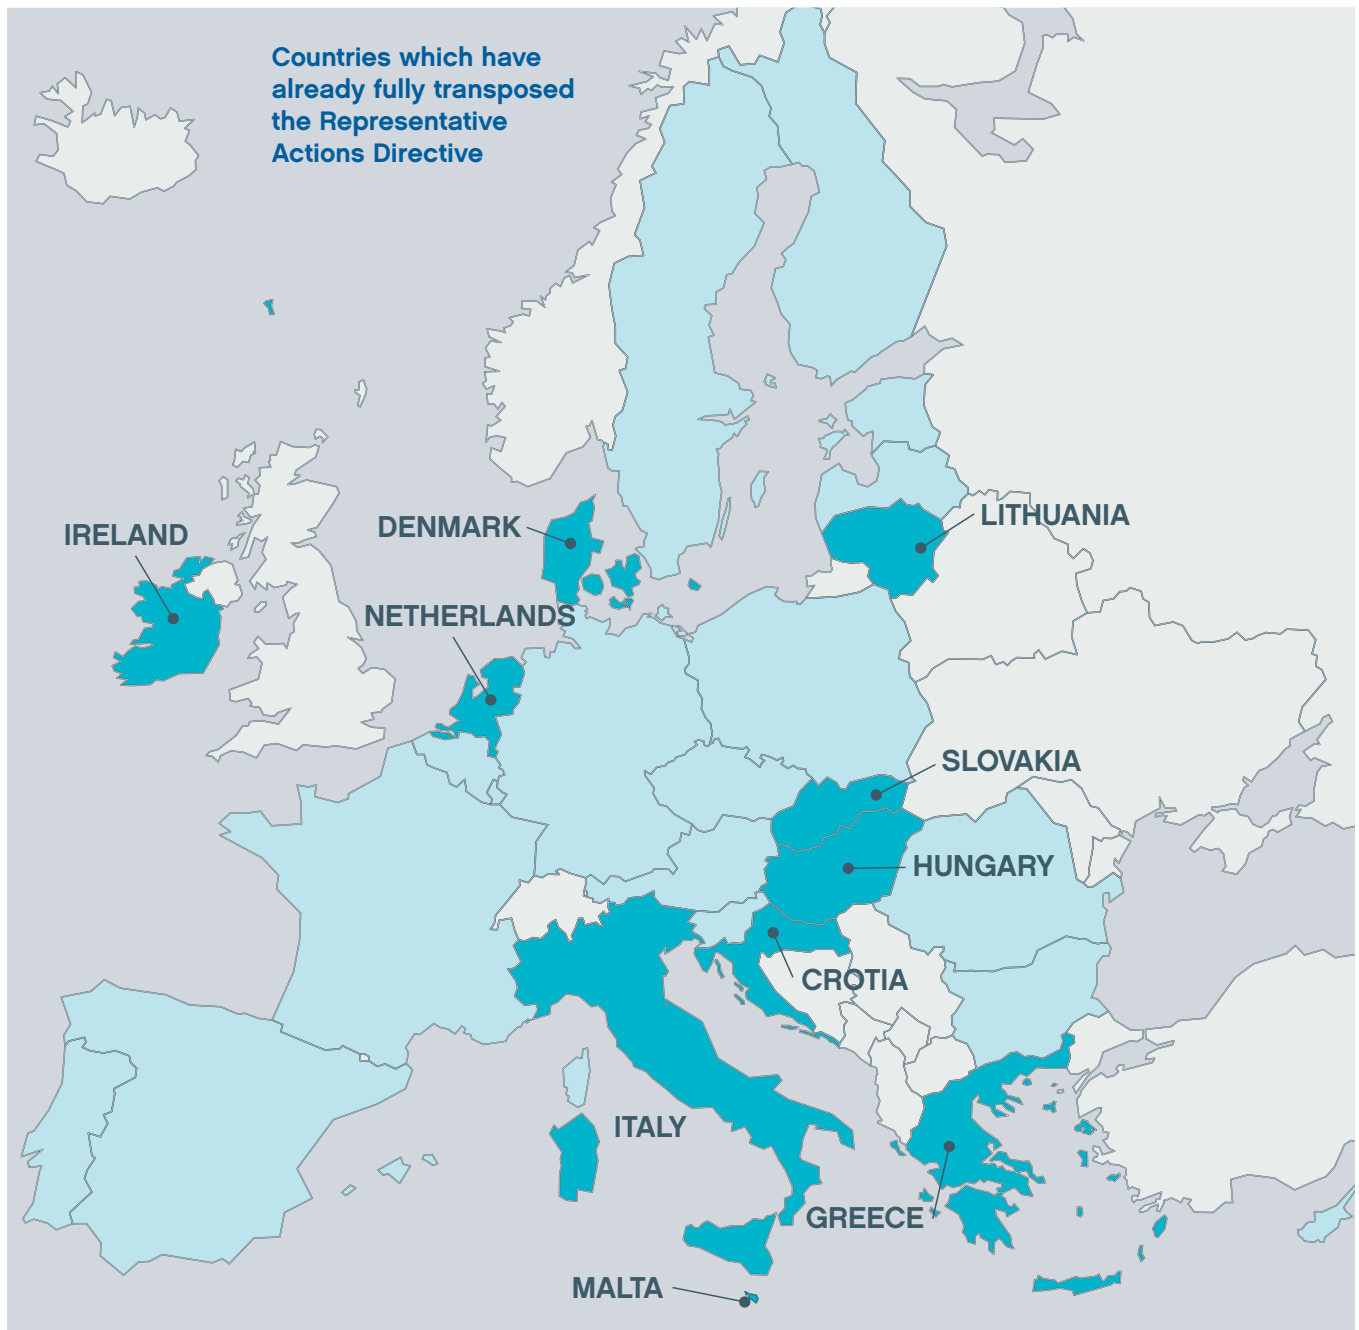 Countries which have
already fully transposed
the Representative
Actions Directive
LITHUANIA
DENMARK
IRELAND
NETHERLANDS
SLOVAKIA
HUNGARY
CROTIA
ITALY
GREECE
MALTA